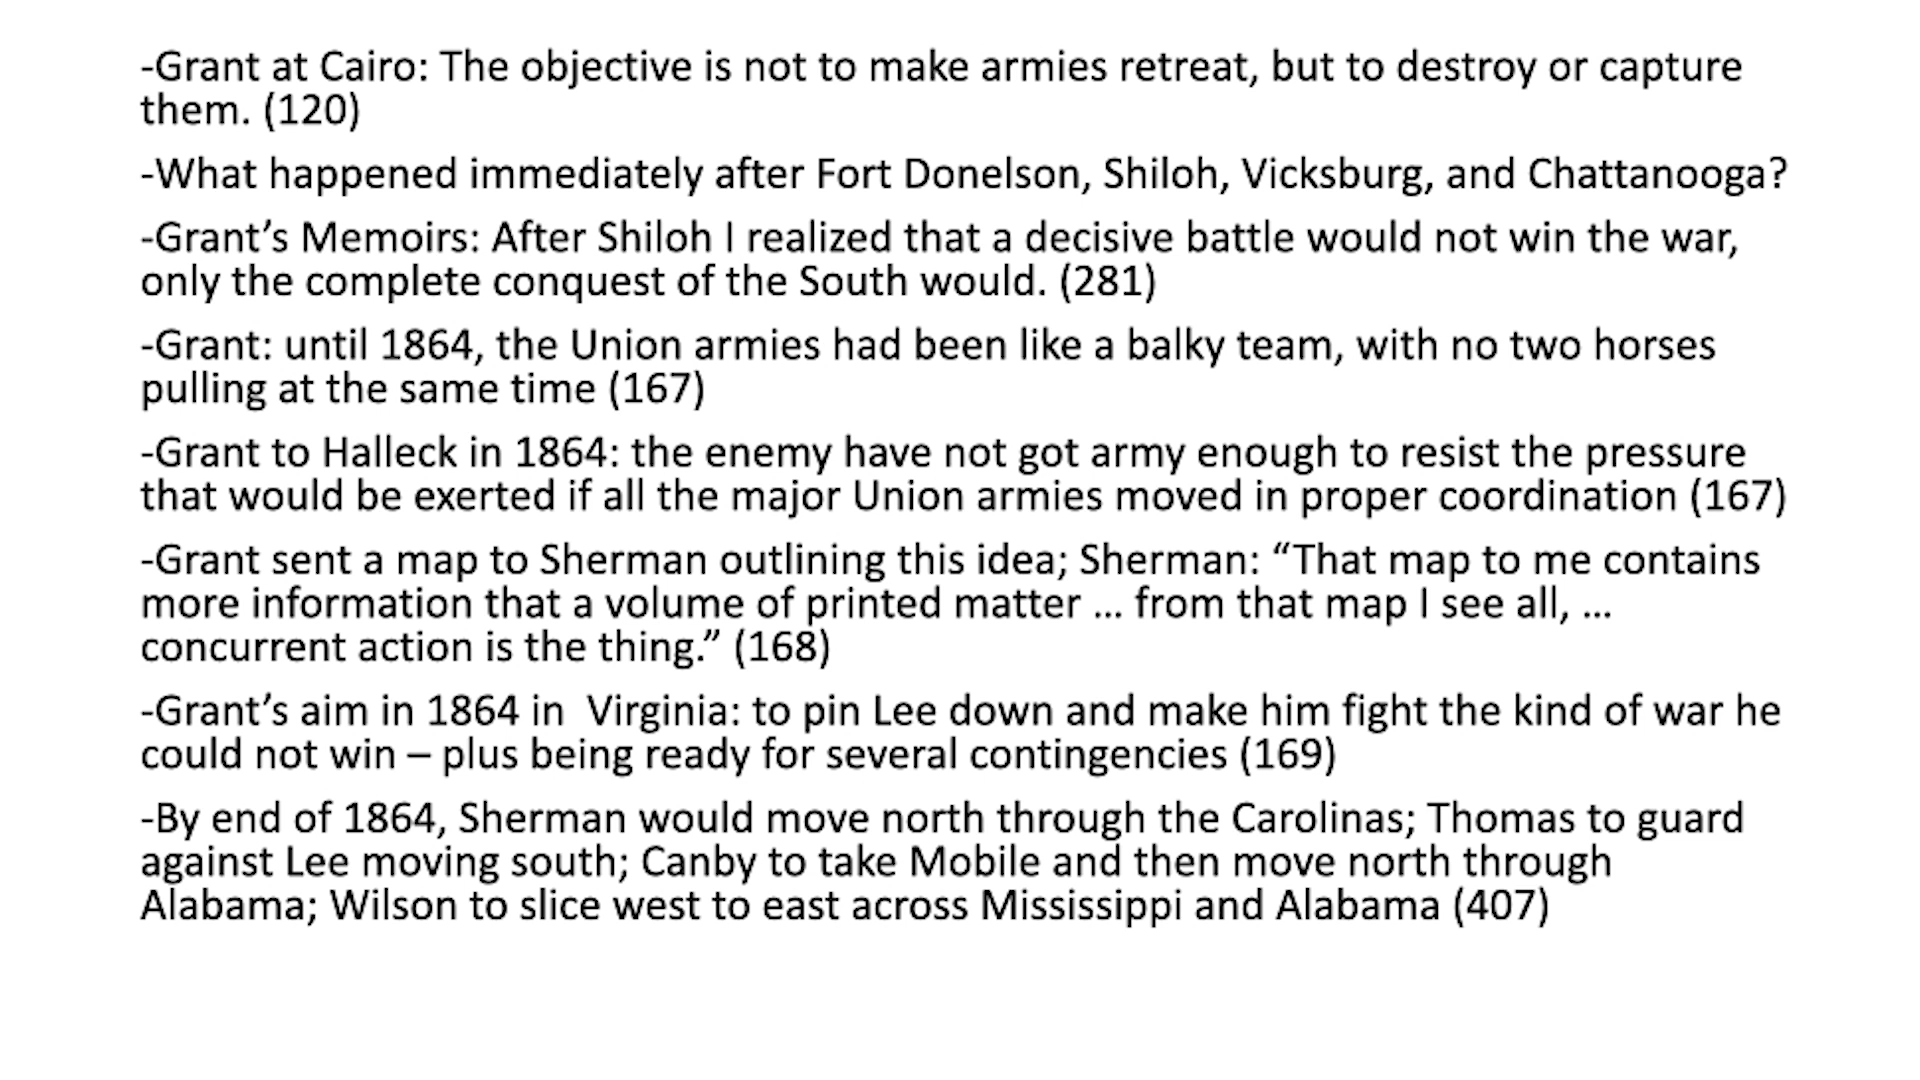 -Grant at Cairo: The objective is not to make armies retreat, but to destroy or capture
them. (120)
-What happened immediately after Fort Donelson, Shiloh, Vicksburg, and Chattanooga?
-Grant’s Memoirs: After Shiloh I realized that a decisive battle would not win the war,
only the complete conquest of the South would. (281)
-Grant: until 1864, the Union armies had been like a balky team, with no two horses
pulling at the same time (167)
-Grant to Halleck in 1864: the enemy have not got army enough to resist the pressure
that would be exerted if all the major Union armies moved in proper coordination (167)
-Grant sent a map to Sherman outlining this idea; Sherman: “That map to me contains
more information that a volume of printed matter … from that map I see all, …
concurrent action is the thing.” (168)
-Grant’s aim in 1864 in  Virginia: to pin Lee down and make him fight the kind of war he
could not win – plus being ready for several contingencies (169)
-By end of 1864, Sherman would move north through the Carolinas; Thomas to guard
against Lee moving south; Canby to take Mobile and then move north through
Alabama; Wilson to slice west to east across Mississippi and Alabama (407)